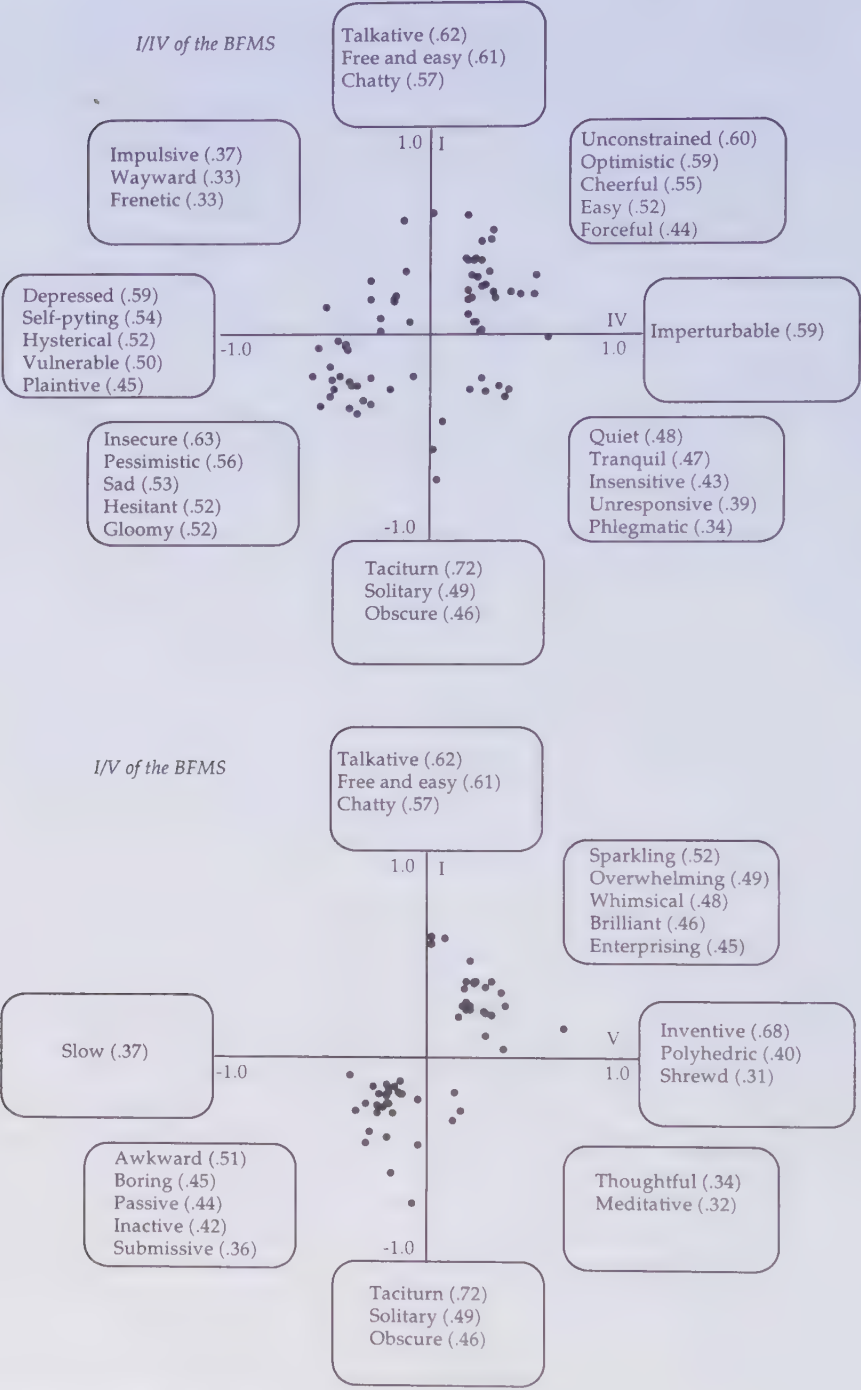 I/IV of the BFMS
Talkative (.62)
Free and easy (.61)
Chatty (.57)
1.0 I
Impulsive (.37)
Wayward (.33)
Frenetic (.33)
Unconstrained (.60)
Optimistic (.59)
Cheerful (.55)
Easy (.52)
Forceful (.44)
Depressed (.59)
Self-pyting (.54)
Hysterical (.52)
Vulnerable (.50)
Plaintive (.45)
-1.0
IV
1.0
Imperturbable (.59)
Insecure (.63)
Pessimistic (.56)
Sad (.53)
Hesitant (.52)
Gloomy (.52)
Quiet (.48)
Tranquil (.47)
Insensitive (.43)
Unresponsive (.39)
Phlegmatic (.34)
-1.0
Taciturn (.72)
Solitary (.49)
Obscure (.46)
I/V of the BFMS
Talkative (.62)
Free and easy (.61)
Chatty (.57)
1.0 I
Sparkling (.52)
Overwhelming (.49)
Whimsical (.48)
Brilliant (.46)
Enterprising (.45)
Slow (.37)
-1.0
V
1.0
Inventive (.68)
Polyhedric (.40)
Shrewd (.31)
Awkward (.51)
Boring (.45)
Passive (.44)
Inactive (.42)
Submissive (.36)
Thoughtful (.34)
Meditative (.32)
-1.0
Taciturn (.72)
Solitary (.49)
Obscure (.46)